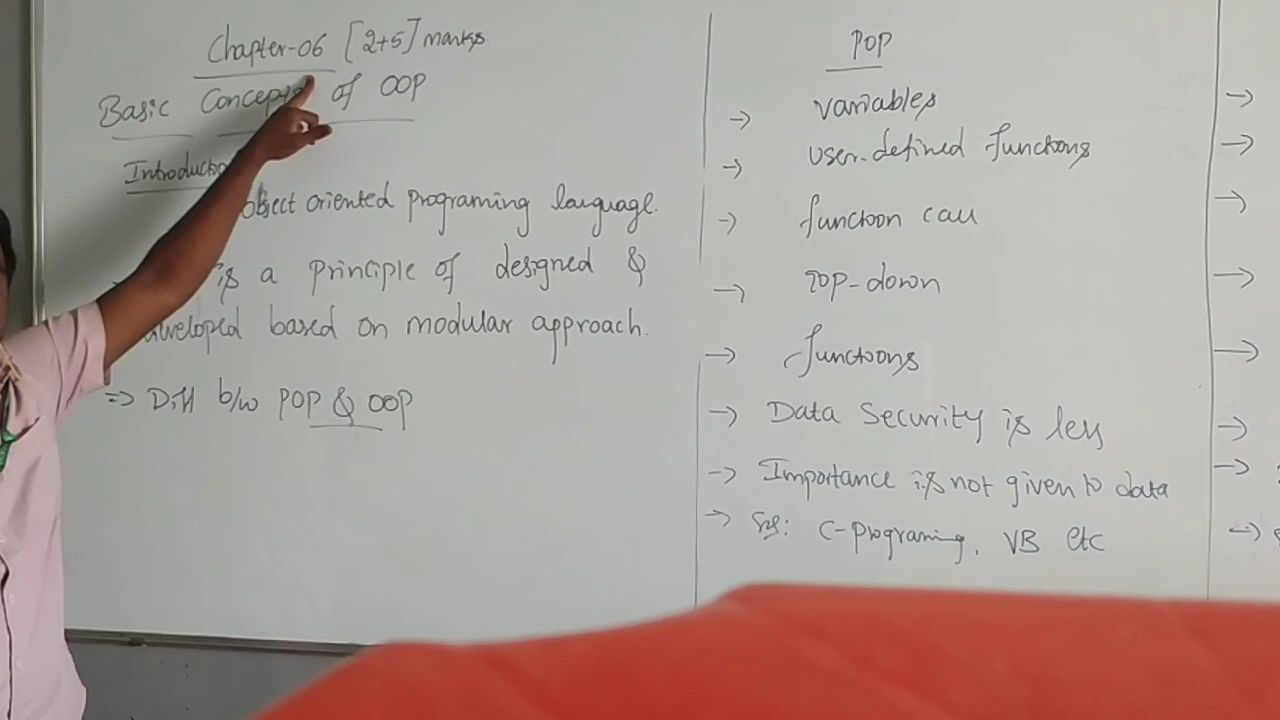 Chapter-06 [2+5] marks
Basic Concepts of OOP
Introduction
object oriented programing language.
is a principle of designed &
developed based on modular approach.
=> Diff b/w POP & OOP
POP
→ variables
→ user-defined functions
→ function call
→ Top-down
→ functions
→ Data Security is less
→ Importance is not given to data
→ Eg: C-programing, VB etc